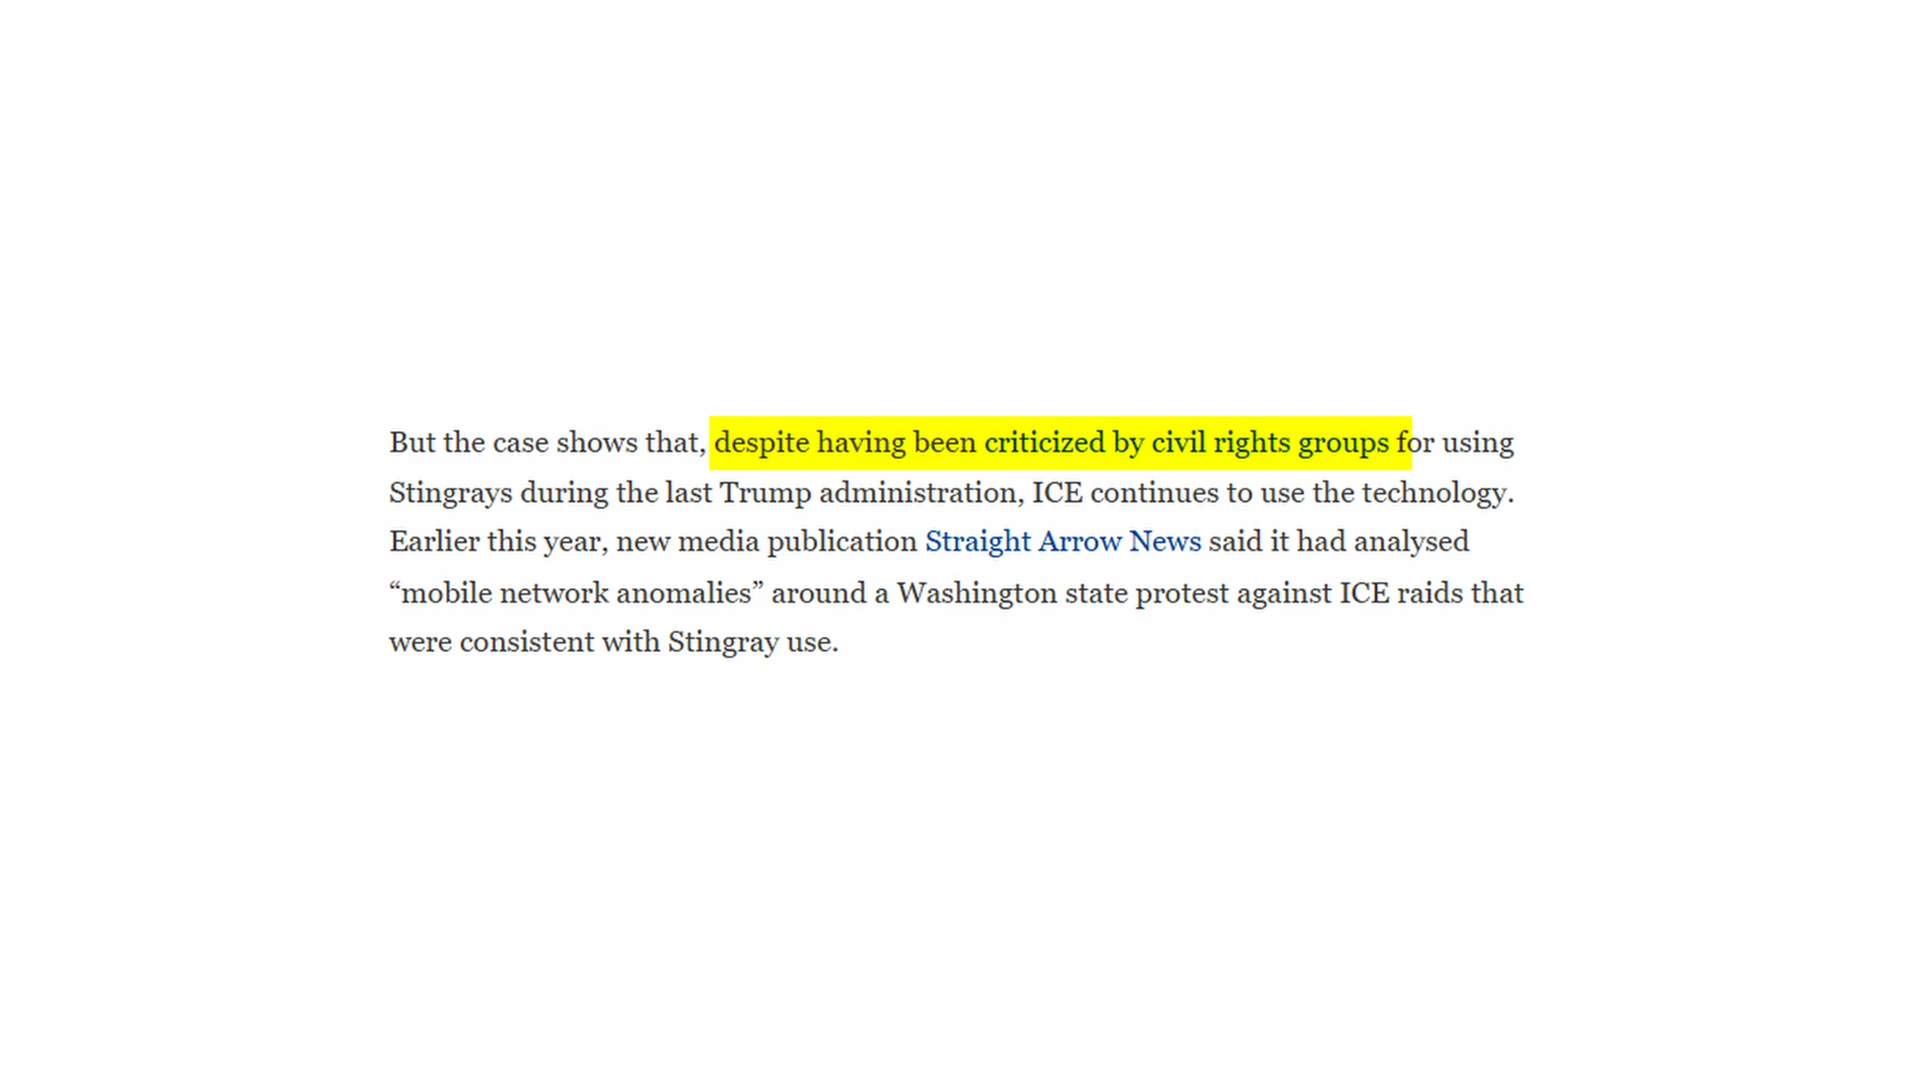 But the case shows that, despite having been criticized by civil rights groups for using
Stingrays during the last Trump administration, ICE continues to use the technology.
Earlier this year, new media publication Straight Arrow News said it had analysed
“mobile network anomalies” around a Washington state protest against ICE raids that
were consistent with Stingray use.